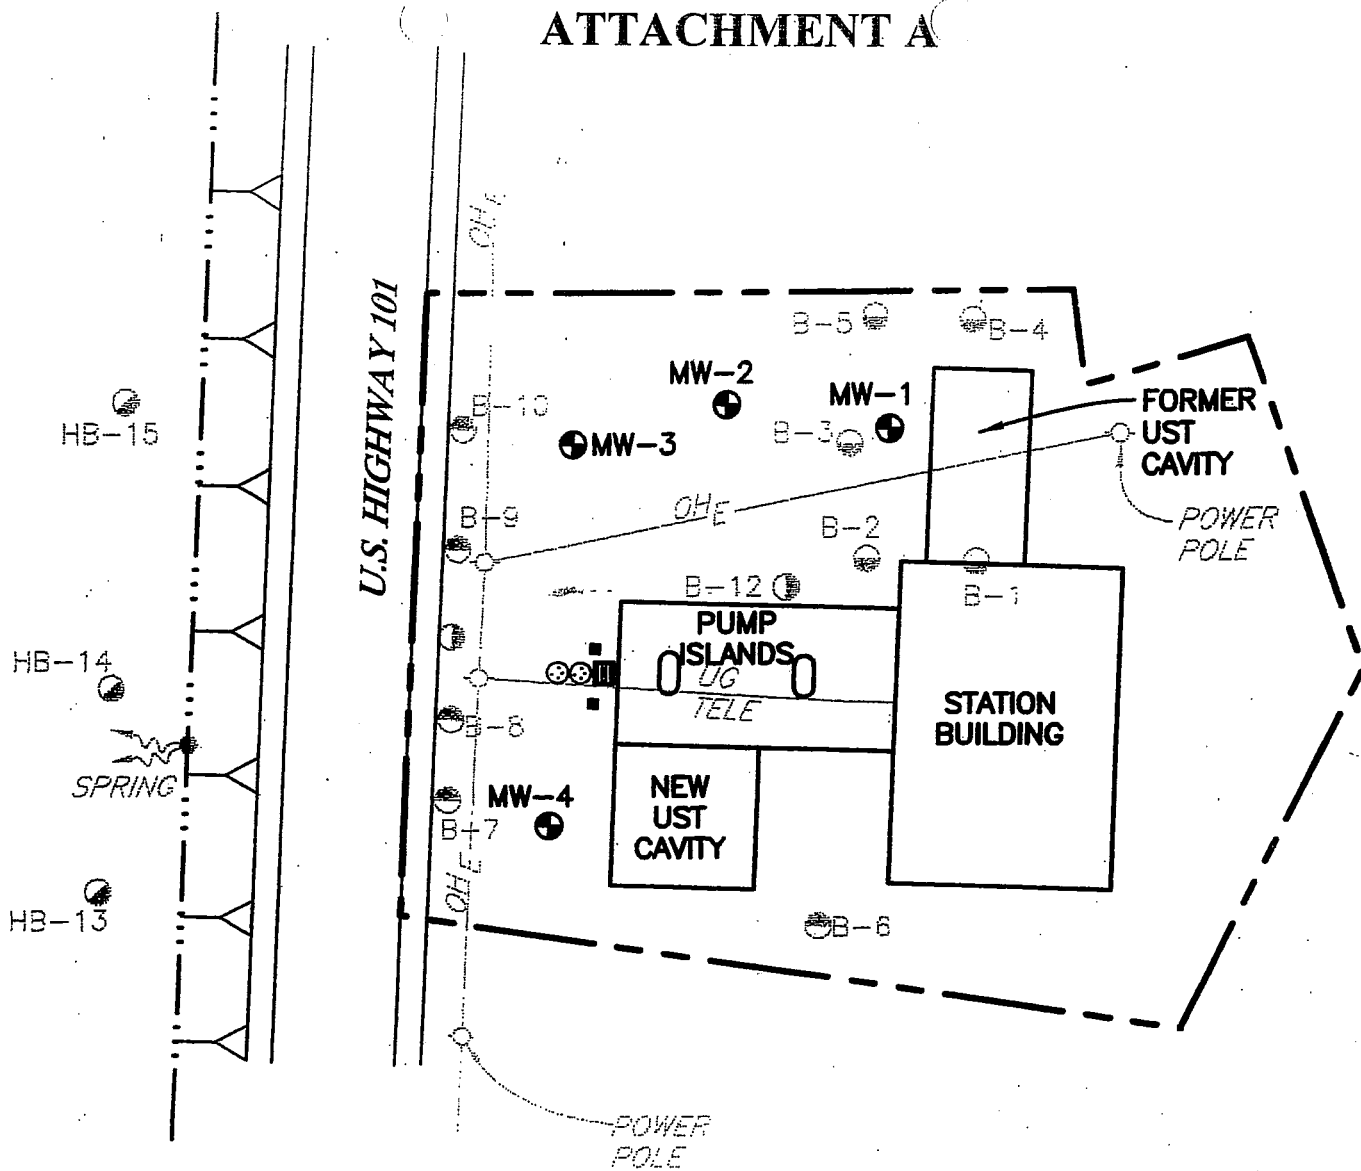 ATTACHMENT A
OHE
U.S. HIGHWAY 101
B-5
B-4
MW-2
MW-1
FORMER
UST
CAVITY
B-10
HB-15
MW-3
B-3
OHE
POWER
POLE
B-9
B-2
B-12
B-1
PUMP
ISLANDS
UG
TELE
HB-14
STATION
BUILDING
B-8
SPRING
MW-4
NEW
UST
CAVITY
B-7
OHE
HB-13
B-6
POWER
POLE